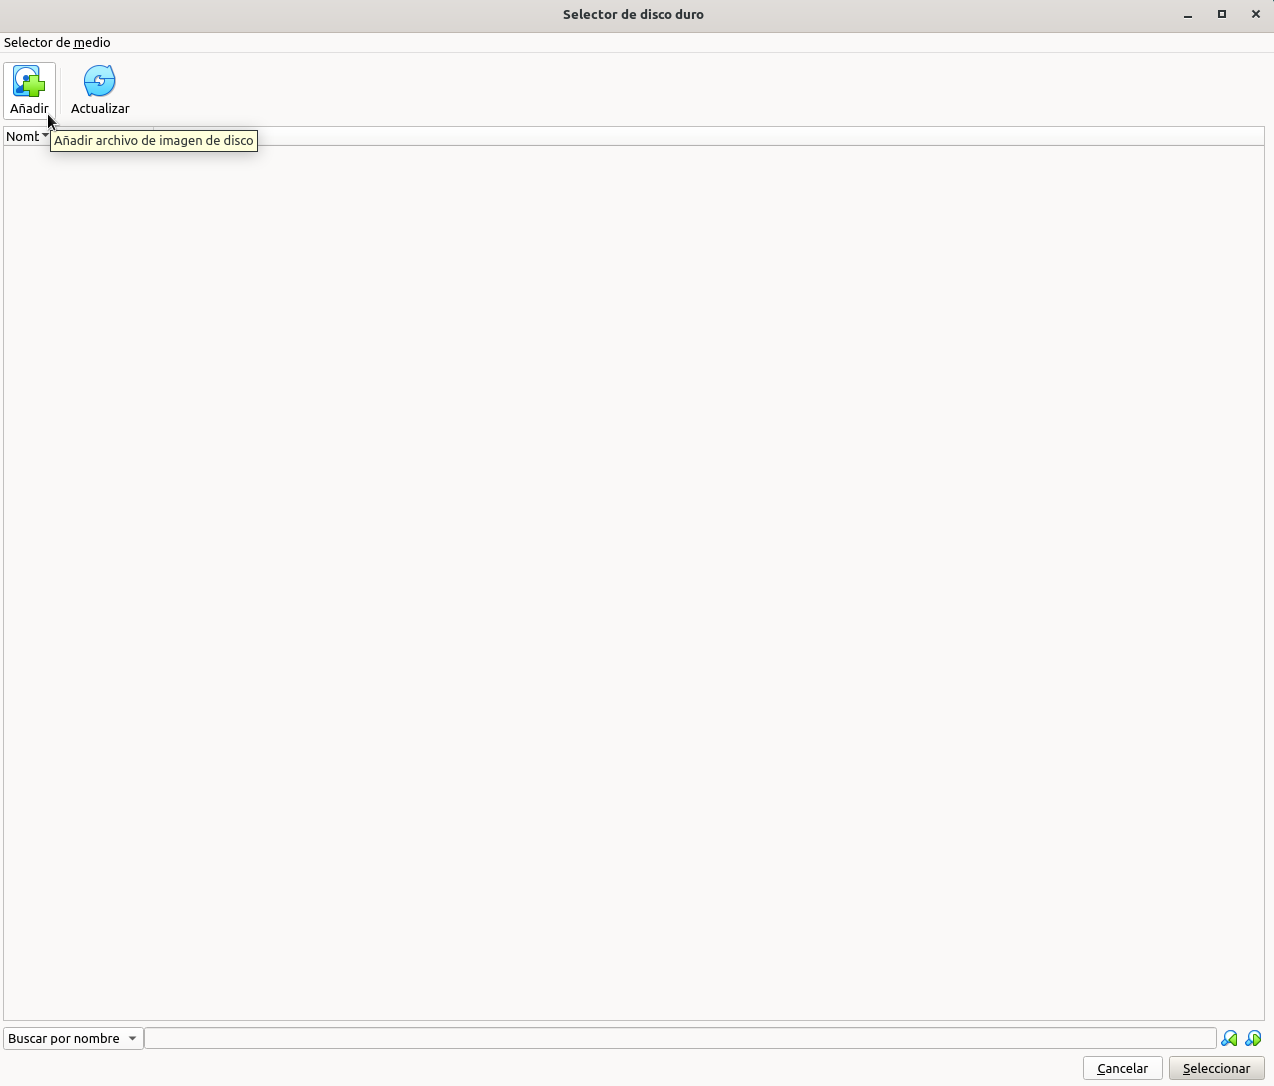 Selector de disco duro
Selector de medio
Añadir
Actualizar
Añadir archivo de imagen de disco
Buscar por nombre
Cancelar
Seleccionar